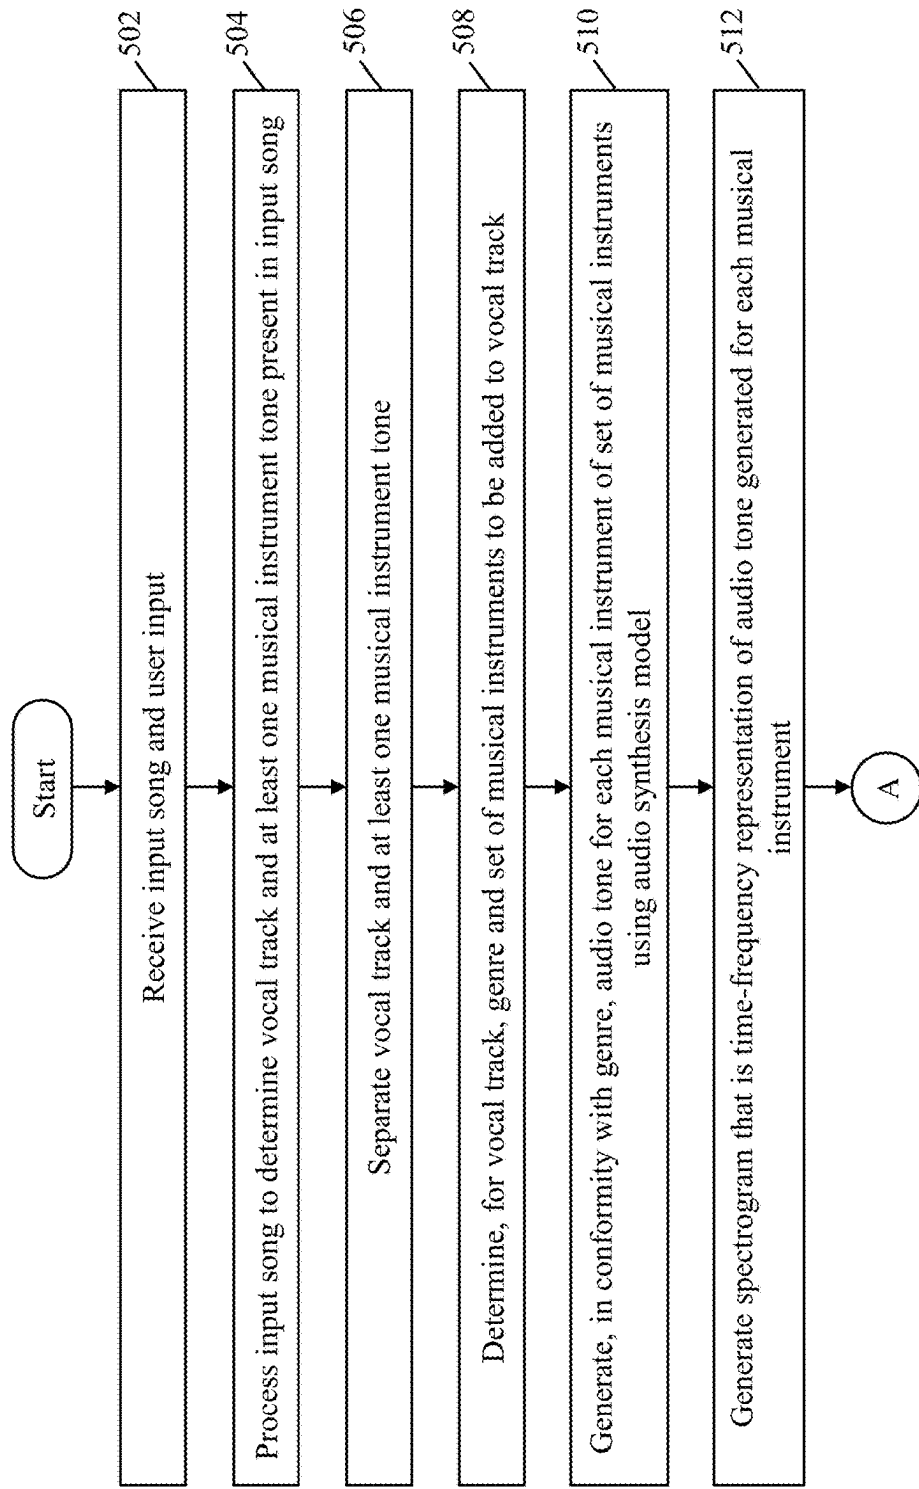 Start
Receive input song and user input
502
Process input song to determine vocal track and at least one musical instrument tone present in input song
504
Separate vocal track and at least one musical instrument tone
506
Determine, for vocal track, genre and set of musical instruments to be added to vocal track
508
Generate, in conformity with genre, audio tone for each musical instrument of set of musical instruments
using audio synthesis model
510
Generate spectrogram that is time-frequency representation of audio tone generated for each musical
instrument
512
A